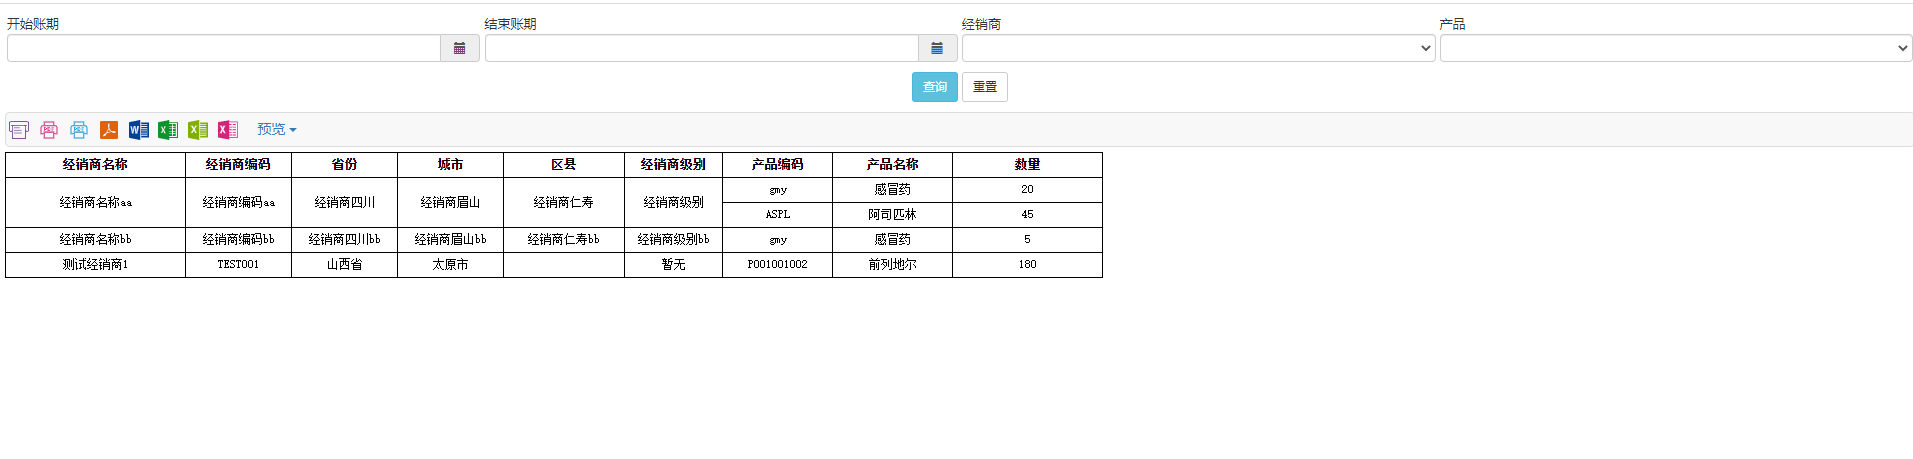 开始账期 结束账期 经销商 产品
查询 重置
预览
经销商名称 经销商编码 省份 城市 区县 经销商级别 产品编码 产品名称 数量
经销商名称aa 经销商编码aa 经销商四川 经销商眉山 经销商仁寿 经销商级别 gmy 感冒药 20
ASPL 阿司匹林 45
经销商名称bb 经销商编码bb 经销商四川bb 经销商眉山bb 经销商仁寿bb 经销商级别bb gmy 感冒药 5
测试经销商1 TEST001 山西省 太原市 暂无 P001001002 前列地尔 180